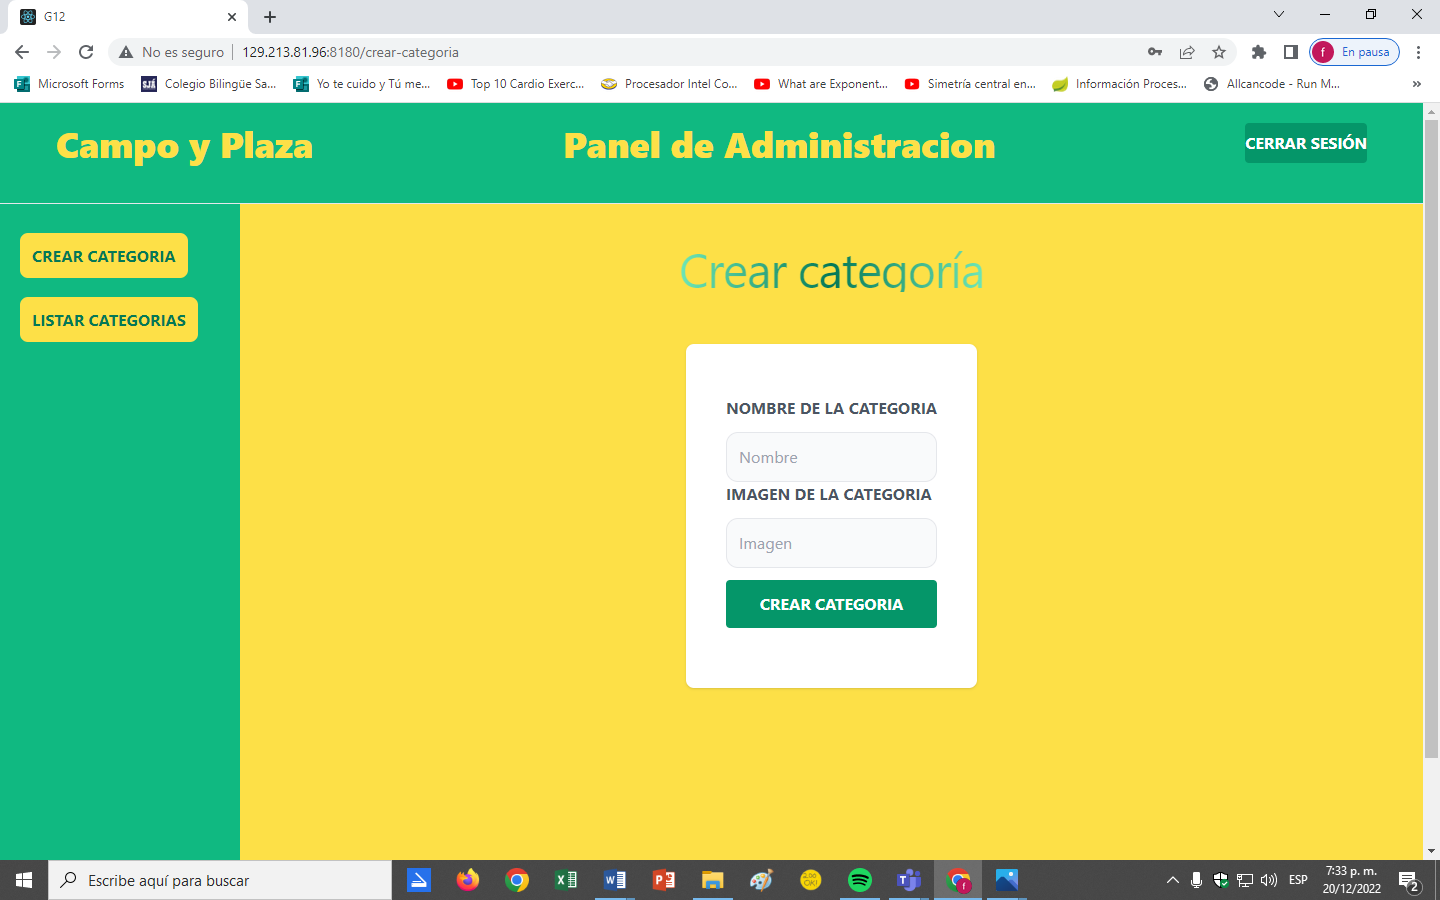 G12
No es seguro
129.213.81.96:8180/crear-categoria
f En pausa
Microsoft Forms
SJA Colegio Bilingüe Sa...
Yo te cuido y Tú me...
Top 10 Cardio Exerc...
Procesador Intel Co...
What are Exponent...
Simetría central en...
Información Proces...
Allcancode - Run M...
»
Campo y Plaza
Panel de Administracion
CERRAR SESIÓN
CREAR CATEGORIA
LISTAR CATEGORIAS
Crear categoría
NOMBRE DE LA CATEGORIA
Nombre
IMAGEN DE LA CATEGORIA
Imagen
CREAR CATEGORIA
Escribe aquí para buscar
ESP
7:33 p. m.
20/12/2022
2